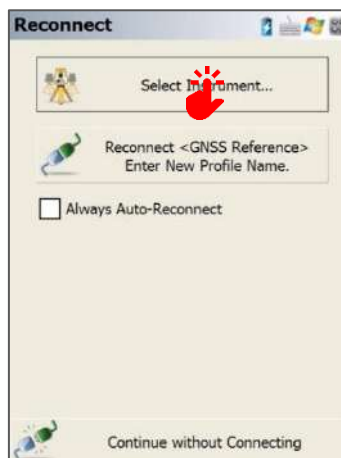 Reconnect
Select Instrument...
Reconnect <GNSS Reference>
Enter New Profile Name.
Always Auto-Reconnect
Continue without Connecting